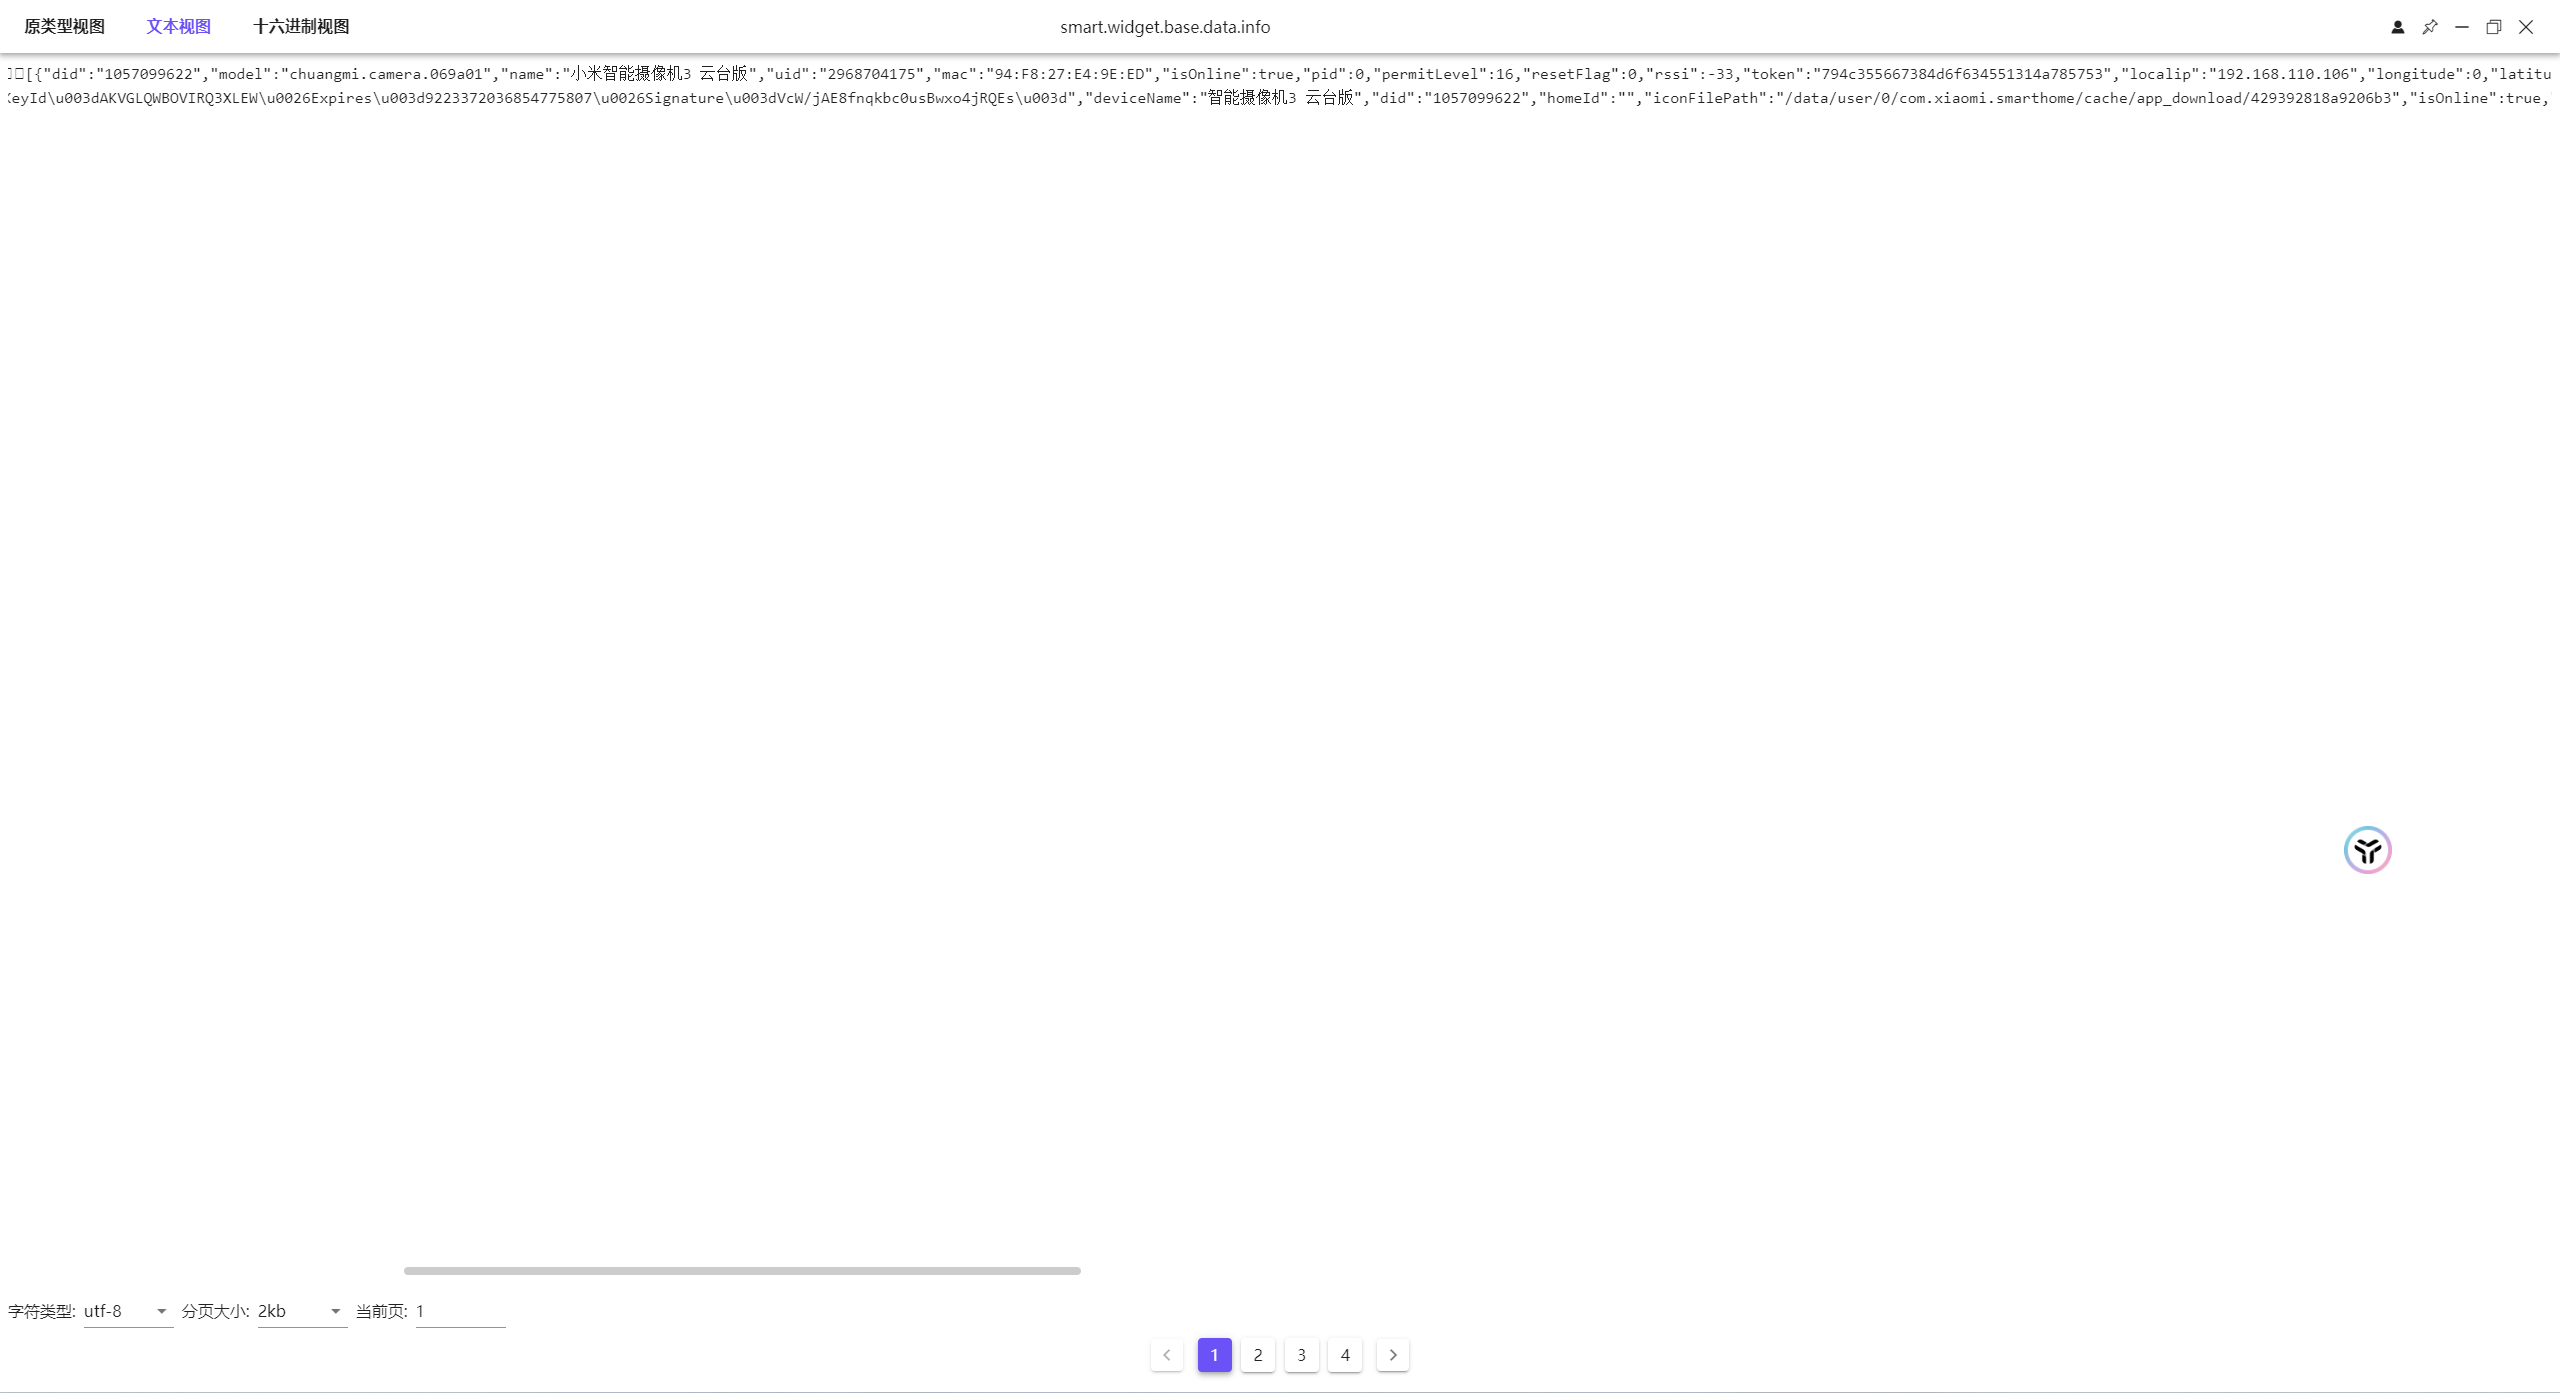 原类型视图 文本视图 十六进制视图 smart.widget.base.data.info
[{"did":"1057099622","model":"chuangmi.camera.069a01","name":"小米智能摄像机3 云台版","uid":"2968704175","mac":"94:F8:27:E4:9E:ED","isOnline":true,"pid":0,"permitLevel":16,"resetFlag":0,"rssi":-33,"token":"794c355667384d6f634551314a785753","localip":"192.168.110.106","longitude":0,"latitu
KeyId\u003dAKVGLQWBOVIRQ3XLEW\u0026Expires\u003d9223372036854775807\u0026Signature\u003dVcW/jAE8fnqkbc0usBwxo4jRQEs\u003d","deviceName":"智能摄像机3 云台版","did":"1057099622","homeId":"","iconFilePath":"/data/user/0/com.xiaomi.smarthome/cache/app_download/429392818a9206b3","isOnline":true,
字符类型: utf-8 分页大小: 2kb 当前页: 1
1 2 3 4